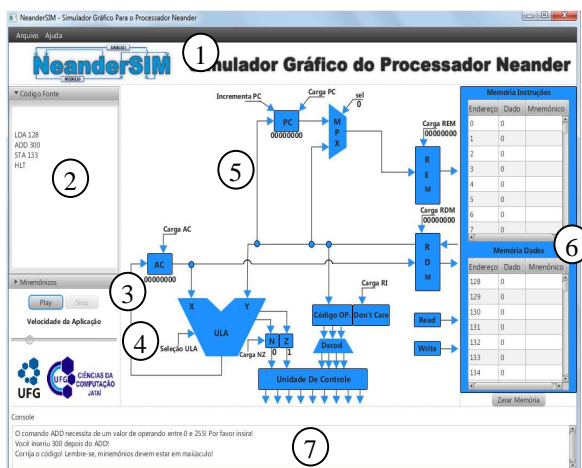 NeanderSIM - Simulador Gráfico Para o Processador Neander
Arquivo Ajuda
NeanderSIM
1
Simulador Gráfico do Processador Neander
Código Fonte
LOA 128
ADD 300
STA 133
HLT
2
Mnemônicos
3
Play
Stop
Velocidade da Aplicação
4
UFG
UFG
CIÊNCIAS DA
COMPUTAÇÃO
JATAÍ
Incrementa PC
Carga PC
sel
0
PC
00000000
M
P
X
5
Carga REM
00000000
R
E
M
Carga RDM
00000000
R
D
M
Carga AC
AC
00000000
X
Y
ULA
Seleção ULA
Carga NZ
N
Z
0
1
Carga RI
Código OP.
Don't Care
Decod
Unidade De Controle
Read
Write
Memória Instruções
Endereço Dado Mnemônico
0 0
1 0
2 0
3 0
4 0
5 0
6 0
7 0
6
Memória Dados
Endereço Dado Mnemônico
128 0
129 0
130 0
131 0
132 0
133 0
134 0
Zerar Memória
Console
O comando ADD necessita de um valor de operando entre 0 e 255! Por favor insira!
Você inseriu 300 depois do ADD!
Corrija o código! Lembre-se, minemónios devem estar em maiúsculo!
7